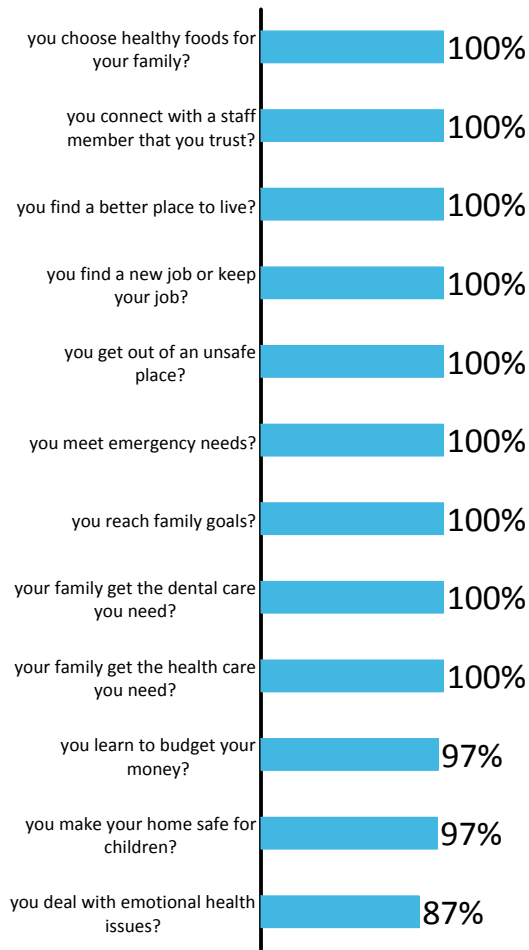 you choose healthy foods for
your family?
100%
you connect with a staff
member that you trust?
100%
you find a better place to live?
100%
you find a new job or keep
your job?
100%
you get out of an unsafe
place?
100%
you meet emergency needs?
100%
you reach family goals?
100%
your family get the dental care
you need?
100%
your family get the health care
you need?
100%
you learn to budget your
money?
97%
you make your home safe for
children?
97%
you deal with emotional health
issues?
87%